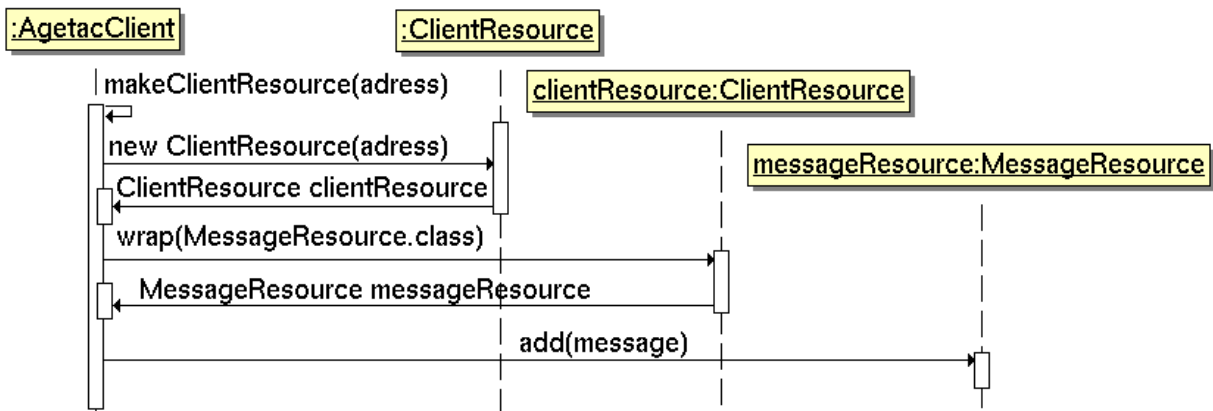 :AgetacClient
:ClientResource
makeClientResource(adress)
clientResource:ClientResource
new ClientResource(adress)
messageResource:MessageResource
ClientResource clientResource
wrap(MessageResource.class)
MessageResource messageResource
add(message)